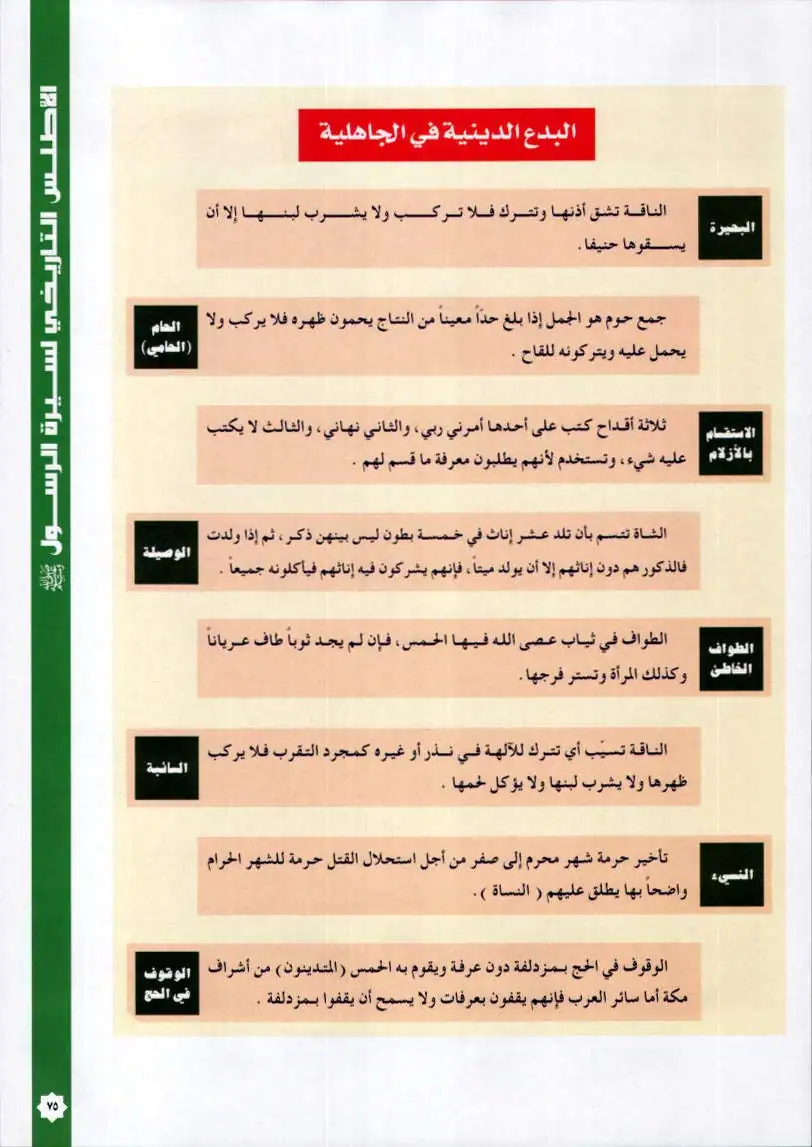 الأطلس التاريخي لسيرة الرسول ﷺ
البدع الدينية في الجاهلية
البحيرة
الناقة تشق أذنها وتترك فلا تركب ولا يشرب لبنها إلا أن
يسقوها حنيفا.
الحام
(الحامي)
جمع حوم هو الجمل إذا بلغ حدّاً معيناً من النتاج يحمون ظهره فلا يركب ولا
يحمل عليه ويتركونه للقاح .
الاستقسام
بالأزلام
ثلاثة أقداح كتب على أحدها أمرني ربي، والثاني نهاني، والثالث لا يكتب
عليه شيء، وتستخدم لأنهم يطلبون معرفة ما قسم لهم .
الوصيلة
الشاة تتسم بأن تلد عشر إناث في خمسة بطون ليس بينهن ذكر، ثم إذا ولدت
فالذكور هم دون إناثهم إلا أن يولد ميتاً، فإنهم يشركون فيه إناثهم فيأكلونه جميعاً .
الطواف
الخاطئ
الطواف في ثياب عصى الله فيها الحمس، فإن لم يجد ثوباً طاف عرياناً
وكذلك المرأة وتستر فرجها.
السائبة
الناقة تسيّب أي تترك للآلهة في نذر أو غيره كمجرد التقرب فلا يركب
ظهرها ولا يشرب لبنها ولا يؤكل لحمها .
النسيء
تأخير حرمة شهر محرم إلى صفر من أجل استحلال القتل حرمة للشهر الحرام
واضحاً بها يطلق عليهم ( النساة ).
الوقوف
في الحج
الوقوف في الحج بمزدلفة دون عرفة ويقوم به الحمس (المتدينون) من أشراف
مكة أما سائر العرب فإنهم يقفون بعرفات ولا يسمح أن يقفوا بمزدلفة .
٧٥